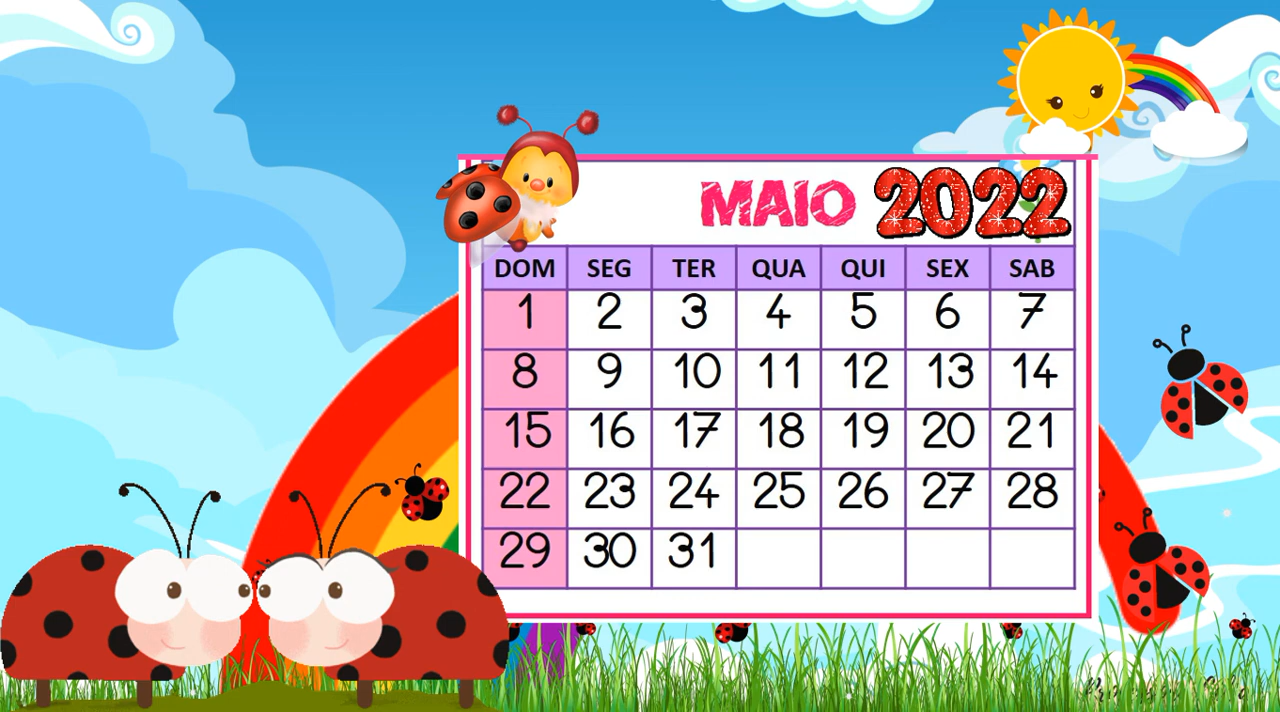 MAIO 2022
DOM SEG TER QUA QUI SEX SAB
1 2 3 4 5 6 7
8 9 10 11 12 13 14
15 16 17 18 19 20 21
22 23 24 25 26 27 28
29 30 31